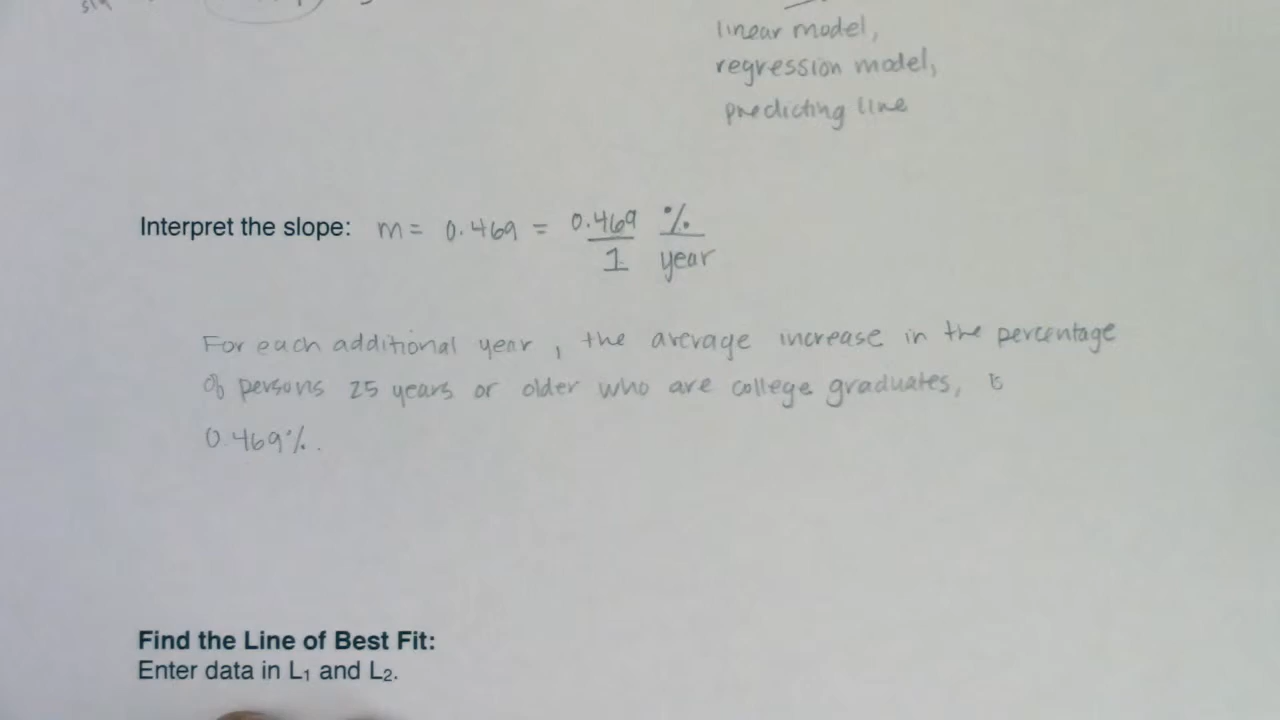 linear model,
regression model,
predicting line
Interpret the slope: m = 0.469 = 0.469 %
1 year
For each additional year, the average increase in the percentage
of persons 25 years or older who are college graduates, is
0.469%.
Find the Line of Best Fit:
Enter data in L₁ and L₂.